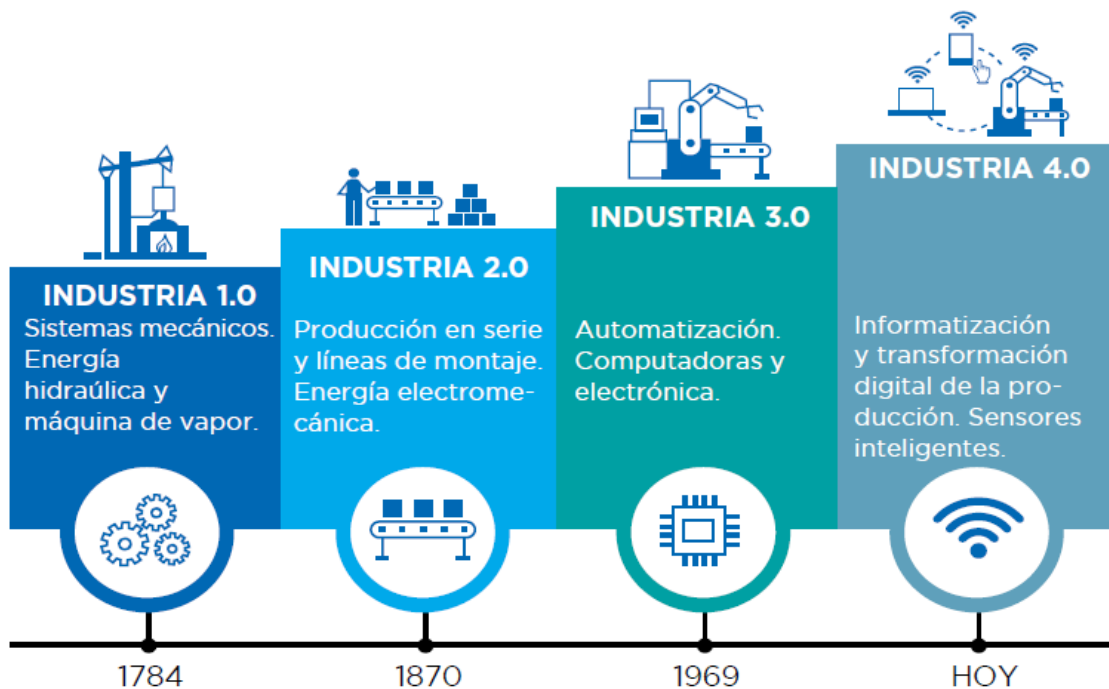 INDUSTRIA 1.0
Sistemas mecánicos.
Energía
hidraúlica y
máquina de vapor.
INDUSTRIA 2.0
Producción en serie
y líneas de montaje.
Energía electrome-
cánica.
INDUSTRIA 3.0
Automatización.
Computadoras y
electrónica.
INDUSTRIA 4.0
Informatización
y transformación
digital de la pro-
ducción. Sensores
inteligentes.
1784
1870
1969
HOY